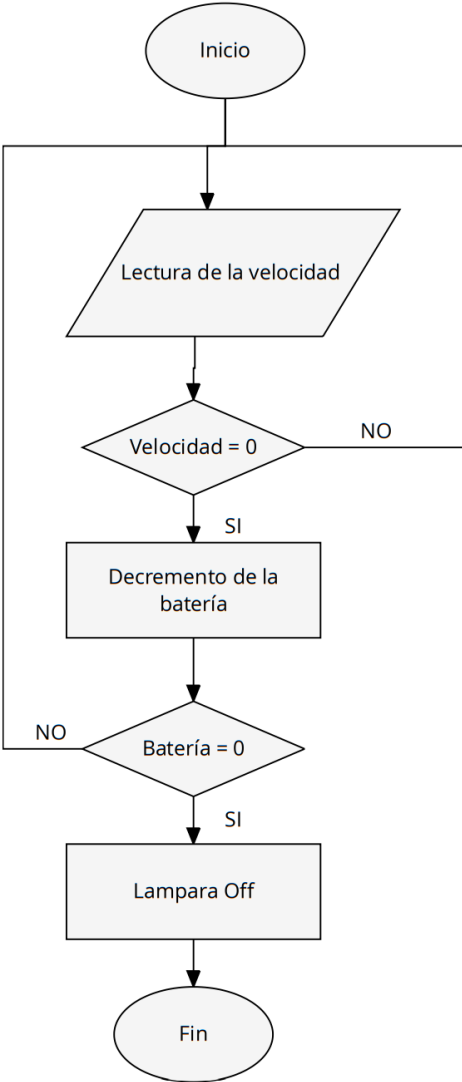 Inicio
Lectura de la velocidad
Velocidad = 0
NO
SI
Decremento de la
batería
NO
Batería = 0
SI
Lampara Off
Fin